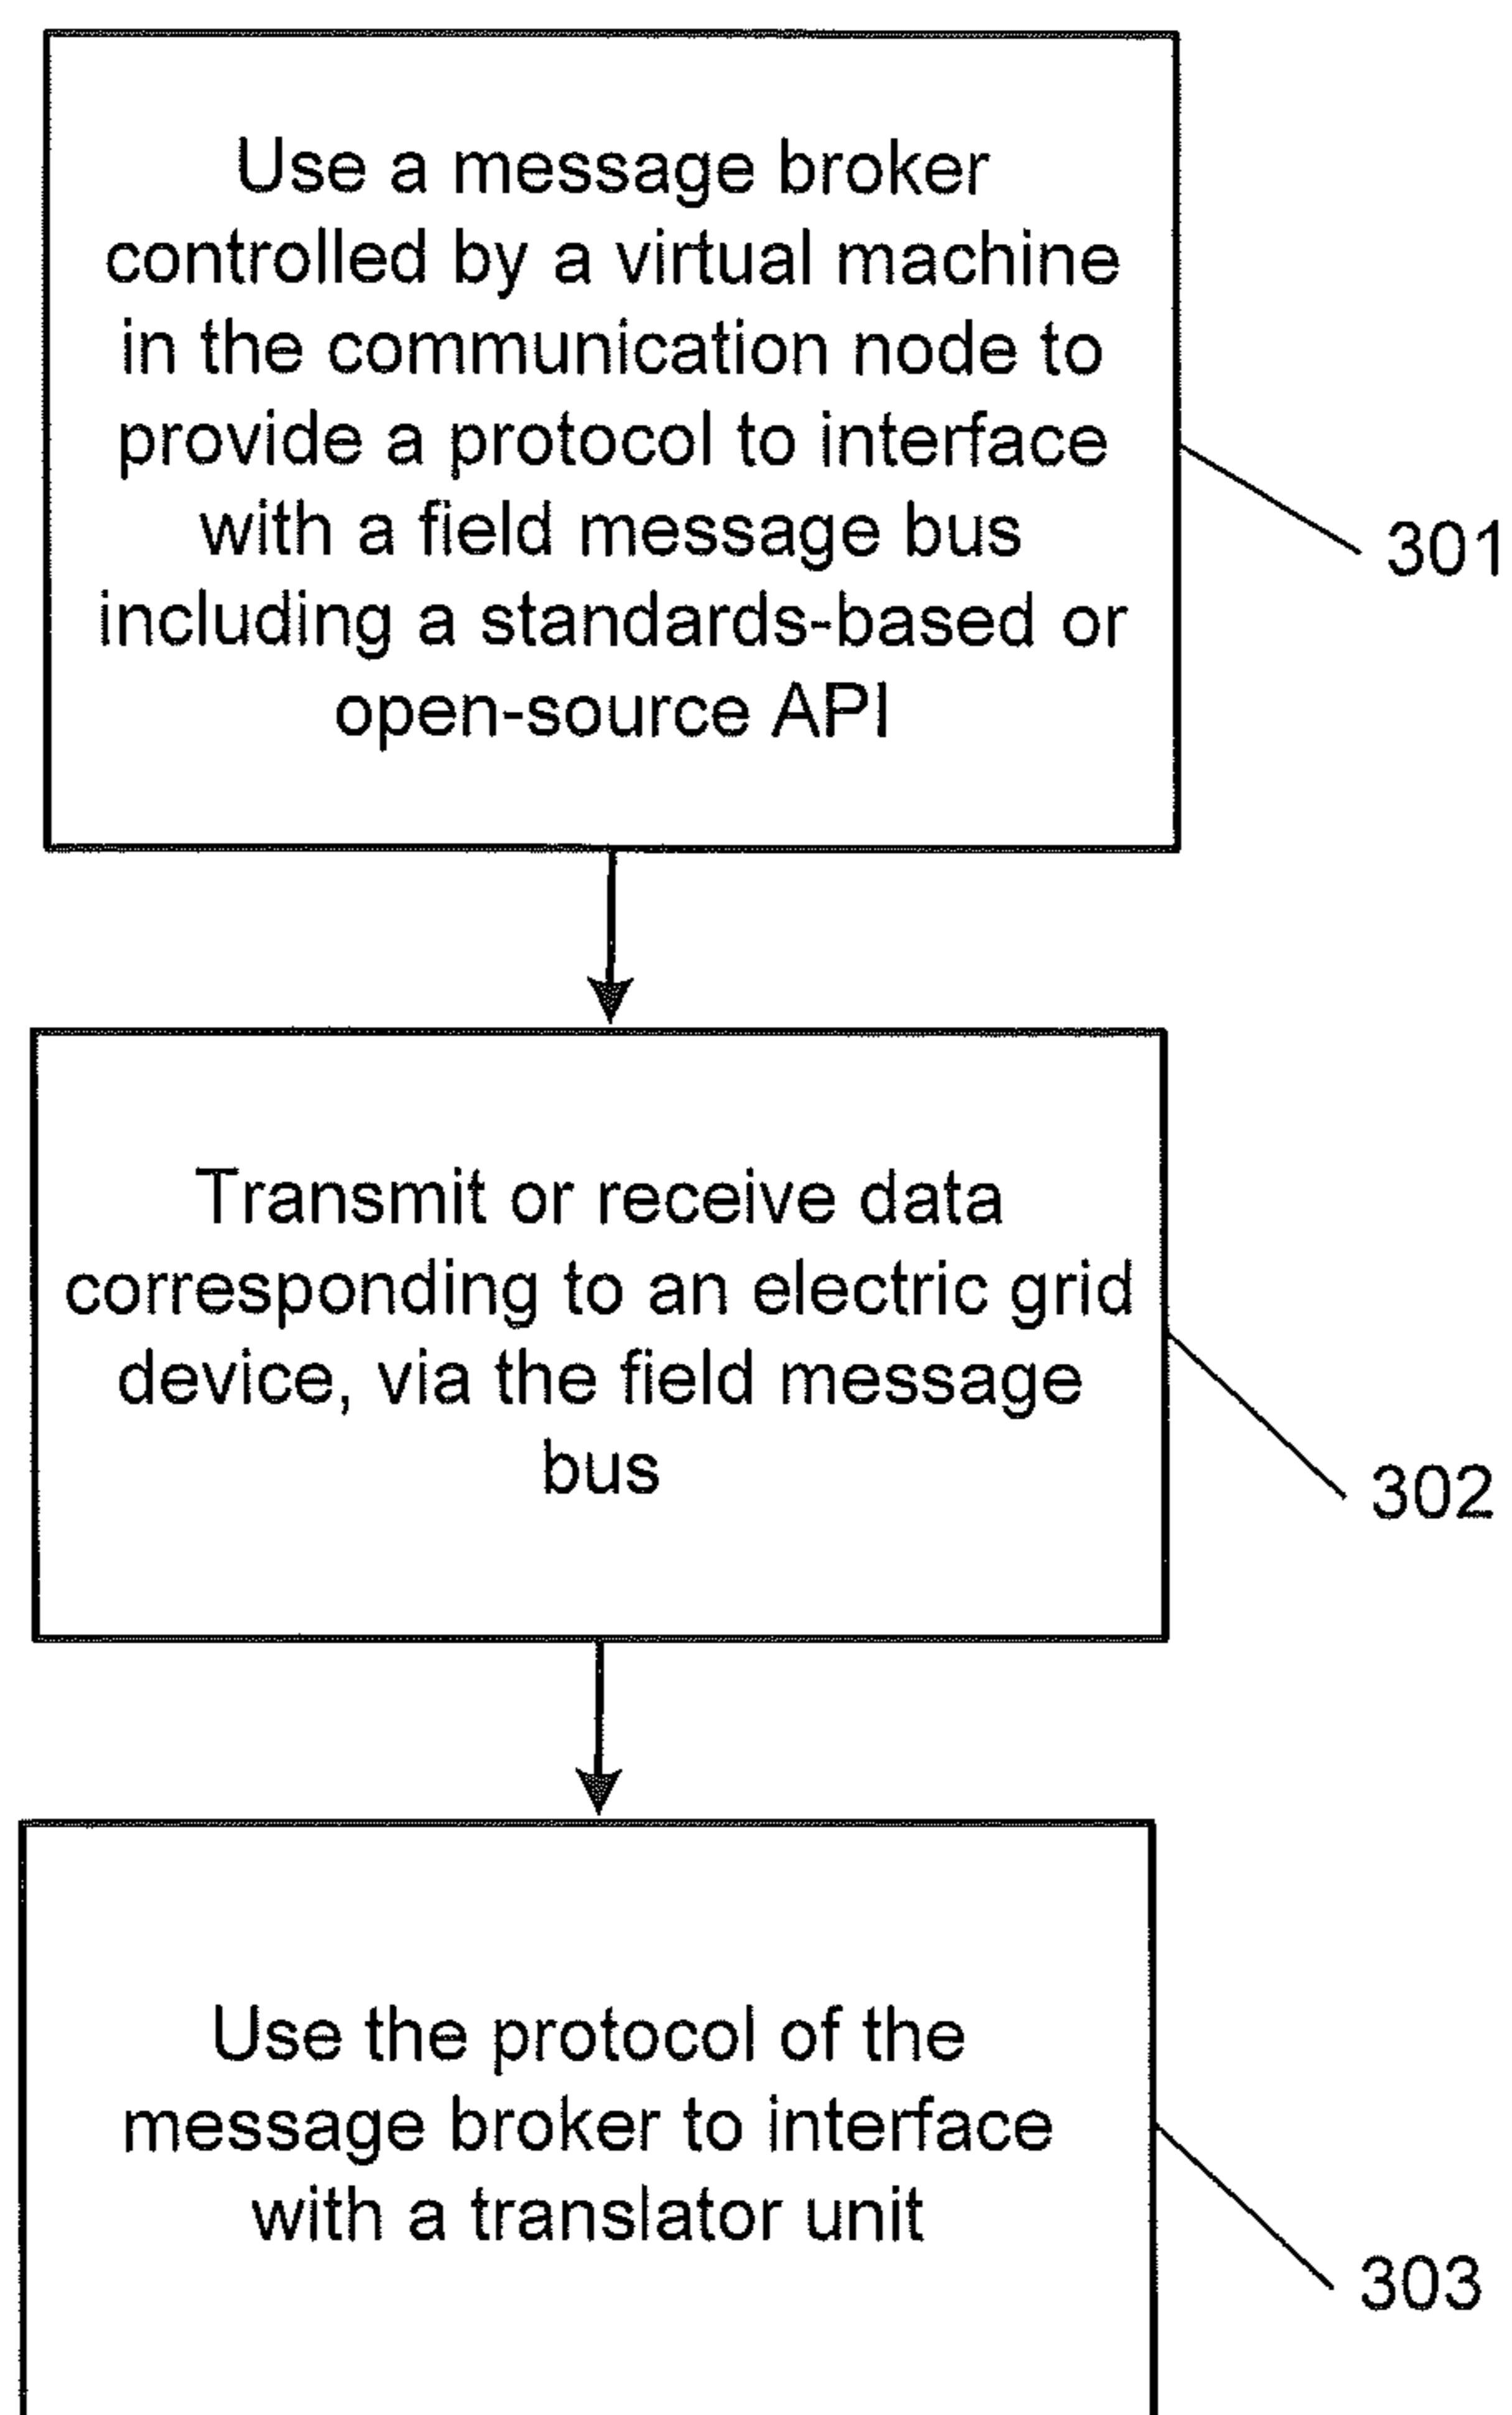 Use a message broker
controlled by a virtual machine
in the communication node to
provide a protocol to interface
with a field message bus
including a standards-based or
open-source API
301
Transmit or receive data
corresponding to an electric grid
device, via the field message
bus
302
Use the protocol of the
message broker to interface
with a translator unit
303